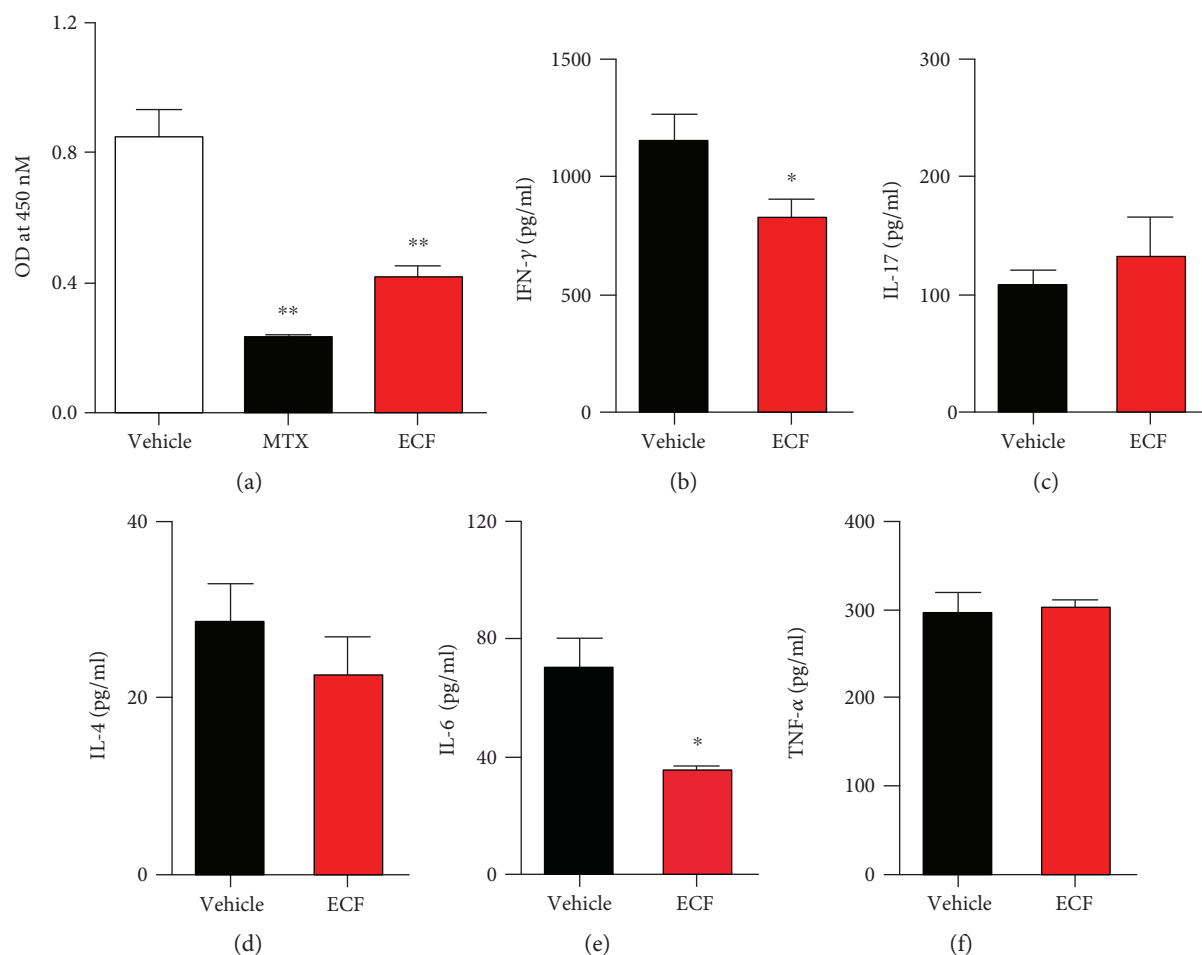 OD at 450 nM
1.2
0.8
0.4
0.0
**
**
Vehicle
MTX
ECF
(a)
IFN-γ (pg/ml)
1500
1000
500
0
*
Vehicle
ECF
(b)
IL-17 (pg/ml)
300
200
100
0
Vehicle
ECF
(c)
IL-4 (pg/ml)
40
20
0
Vehicle
ECF
(d)
IL-6 (pg/ml)
120
80
40
0
*
Vehicle
ECF
(e)
TNF-α (pg/ml)
400
300
200
100
0
Vehicle
ECF
(f)